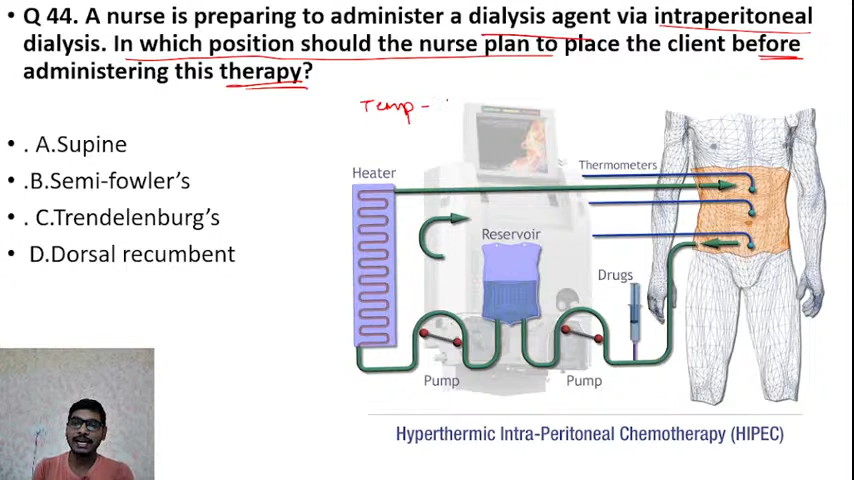 • Q 44. A nurse is preparing to administer a dialysis agent via intraperitoneal
dialysis. In which position should the nurse plan to place the client before
administering this therapy?
Temp -
• . A.Supine
• .B.Semi-fowler's
• . C.Trendelenburg's
• D.Dorsal recumbent
Thermometers
Heater
Reservoir
Drugs
Pump
Pump
Hyperthermic Intra-Peritoneal Chemotherapy (HIPEC)